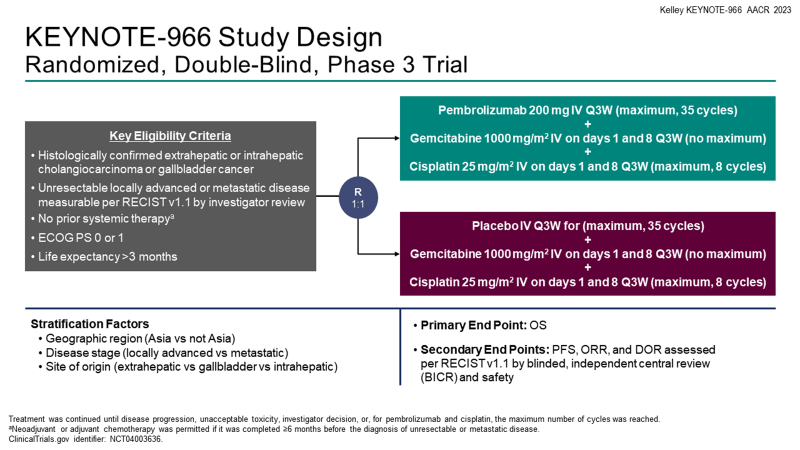 Kelley KEYNOTE-966 AACR 2023
KEYNOTE-966 Study Design
Randomized, Double-Blind, Phase 3 Trial
Key Eligibility Criteria
• Histologically confirmed extrahepatic or intrahepatic
cholangiocarcinoma or gallbladder cancer
• Unresectable locally advanced or metastatic disease
measurable per RECIST v1.1 by investigator review
• No prior systemic therapyᵃ
• ECOG PS 0 or 1
• Life expectancy >3 months
R
1:1
Pembrolizumab 200 mg IV Q3W (maximum, 35 cycles)
+
Gemcitabine 1000 mg/m² IV on days 1 and 8 Q3W (no maximum)
+
Cisplatin 25 mg/m² IV on days 1 and 8 Q3W (maximum, 8 cycles)
Placebo IV Q3W for (maximum, 35 cycles)
+
Gemcitabine 1000 mg/m² IV on days 1 and 8 Q3W (no maximum)
+
Cisplatin 25 mg/m² IV on days 1 and 8 Q3W (maximum, 8 cycles)
Stratification Factors
• Geographic region (Asia vs not Asia)
• Disease stage (locally advanced vs metastatic)
• Site of origin (extrahepatic vs gallbladder vs intrahepatic)
• Primary End Point: OS
• Secondary End Points: PFS, ORR, and DOR assessed
per RECIST v1.1 by blinded, independent central review
(BICR) and safety
Treatment was continued until disease progression, unacceptable toxicity, investigator decision, or, for pembrolizumab and cisplatin, the maximum number of cycles was reached.
ᵃNeoadjuvant or adjuvant chemotherapy was permitted if it was completed ≥6 months before the diagnosis of unresectable or metastatic disease.
ClinicalTrials.gov identifier: NCT04003636.